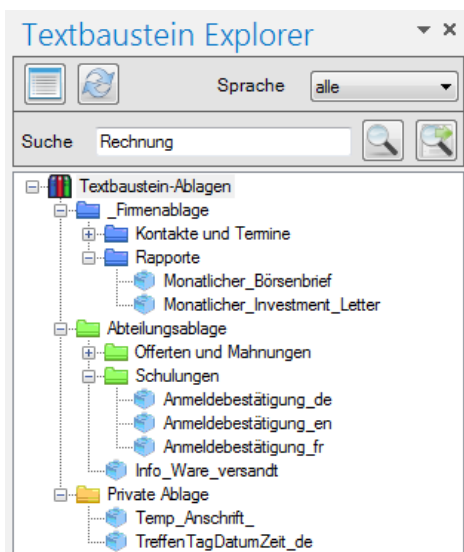 Textbaustein Explorer
Sprache alle
Suche Rechnung
Textbaustein-Ablagen
_Firmenablage
Kontakte und Termine
Rapporte
Monatlicher_Börsenbrief
Monatlicher_Investment_Letter
Abteilungsablage
Offerten und Mahnungen
Schulungen
Anmeldebestätigung_de
Anmeldebestätigung_en
Anmeldebestätigung_fr
Info_Ware_versandt
Private Ablage
Temp_Anschrift_
TreffenTagDatumZeit_de